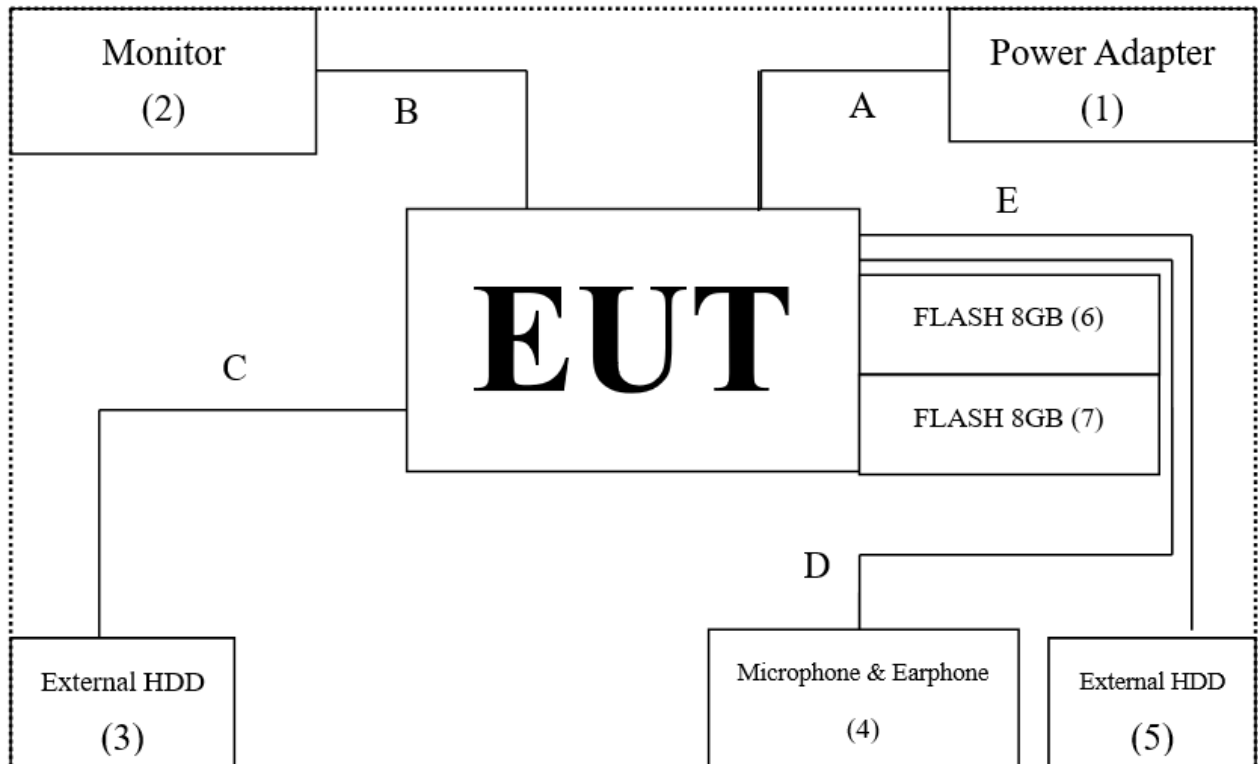 Monitor
(2)
B
Power Adapter
(1)
A
E
EUT
FLASH 8GB (6)
FLASH 8GB (7)
C
D
External HDD
(3)
Microphone & Earphone
(4)
External HDD
(5)